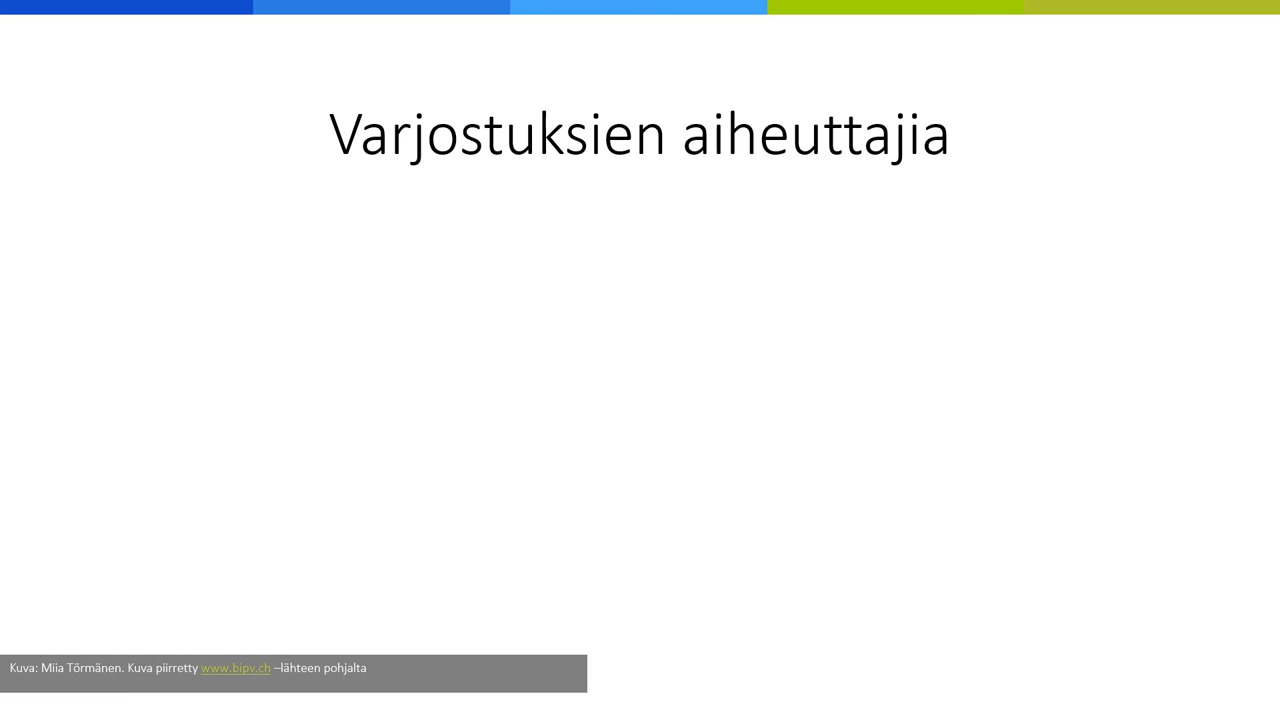 Varjostuksien aiheuttajia
Kuva: Miia Törmänen. Kuva piirretty www.bipv.ch –lähteen pohjalta